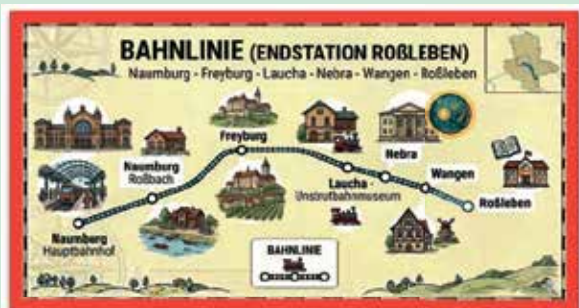 BAHNLINIE (ENDSTATION ROßLEBEN)
Naumburg - Freyburg - Laucha - Nebra - Wangen - Roßleben
Freyburg
Naumburg
Roßbach
Nebra
Laucha -
Unstrutbahnmuseum
Wangen
Roßleben
Naumberg
Hauptbahnhof
BAHNLINIE